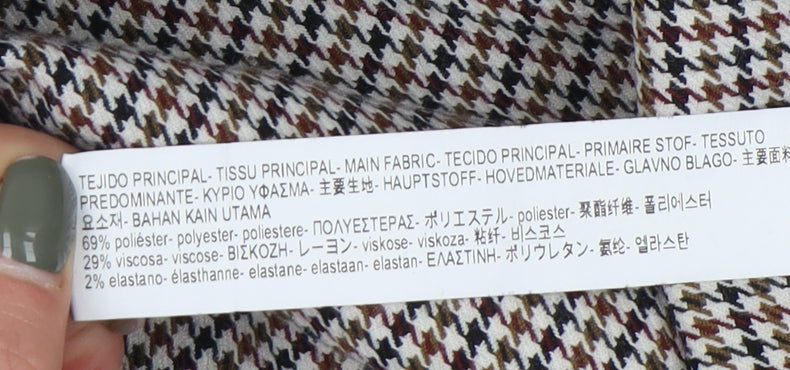 TEJIDO PRINCIPAL- TISSU PRINCIPAL- MAIN FABRIC- TECIDO PRINCIPAL- PRIMAIRE STOF- TESSUTO
PREDOMINANTE- ΚΥΡΙΟ ΥΦΑΣΜΑ- 主要生地- HAUPTSTOFF- HOVEDMATERIALE- GLAVNO BLAGO- 主要面料
요소재- BAHAN KAIN UTAMA
69% poliéster- polyester- poliestere- ΠΟΛΥΕΣΤΕΡΑΣ- ポリエステル- poliester- 聚酯纤维- 폴리에스터
29% viscosa- viscose- ΒΙΣΚΟΖΗ- レーヨン- viskose- viskoza- 粘纤- 비스코스
2% elastano- élasthanne- elastane- elastaan- elastan- ΕΛΑΣΤΙΝΗ- ポリウレタン- 氨纶- 엘라스탄